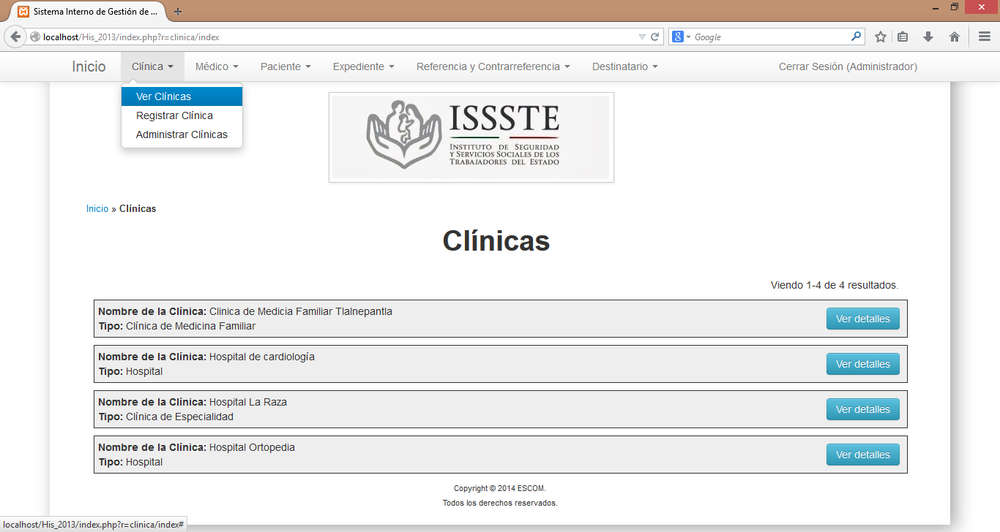 Sistema Interno de Gestión de ...
localhost/His_2013/index.php?r=clinica/index
Google
Inicio Clínica Médico Paciente Expediente Referencia y Contrarreferencia Destinatario Cerrar Sesión (Administrador)
Ver Clínicas
Registrar Clínica
Administrar Clínicas
ISSSTE
INSTITUTO DE SEGURIDAD
Y SERVICIOS SOCIALES DE LOS
TRABAJADORES DEL ESTADO
Inicio » Clínicas
Clínicas
Viendo 1-4 de 4 resultados.
Nombre de la Clínica: Clinica de Medicia Familiar Tlalnepantla
Tipo: Clínica de Medicina Familiar
Ver detalles
Nombre de la Clínica: Hospital de cardiología
Tipo: Hospital
Ver detalles
Nombre de la Clínica: Hospital La Raza
Tipo: Clínica de Especialidad
Ver detalles
Nombre de la Clínica: Hospital Ortopedia
Tipo: Hospital
Ver detalles
Copyright © 2014 ESCOM.
Todos los derechos reservados.
localhost/His_2013/index.php?r=clinica/index#